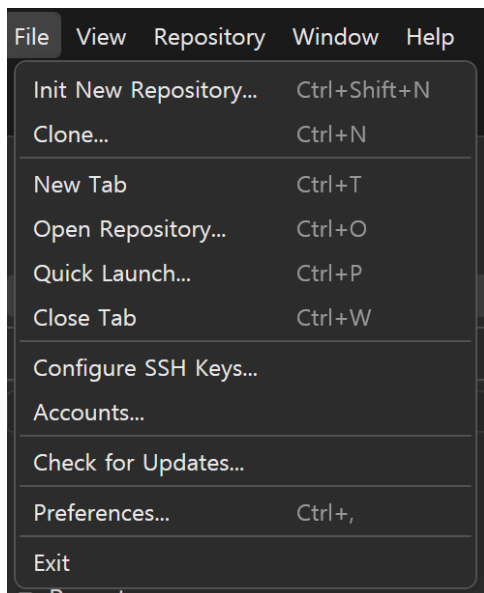 File View Repository Window Help
Init New Repository... Ctrl+Shift+N
Clone... Ctrl+N
New Tab Ctrl+T
Open Repository... Ctrl+O
Quick Launch... Ctrl+P
Close Tab Ctrl+W
Configure SSH Keys...
Accounts...
Check for Updates...
Preferences... Ctrl+,
Exit